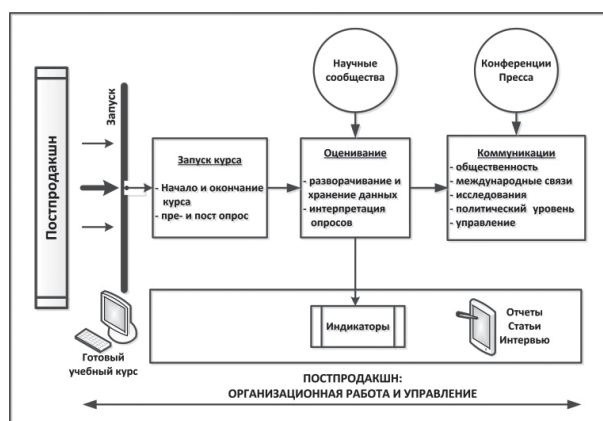 Постпродакшн
Запуск
Научные
сообщества
Конференции
Пресса
Запуск курса
- Начало и окончание
курса
- пре- и пост опрос
Оценивание
- разворачивание и
хранение данных
- интерпретация
опросов
Коммуникации
- общественность
- международные связи
- исследования
- политический уровень
- управление
Готовый
учебный курс
Индикаторы
Отчеты
Статьи
Интервью
ПОСТПРОДАКШН:
ОРГАНИЗАЦИОННАЯ РАБОТА И УПРАВЛЕНИЕ